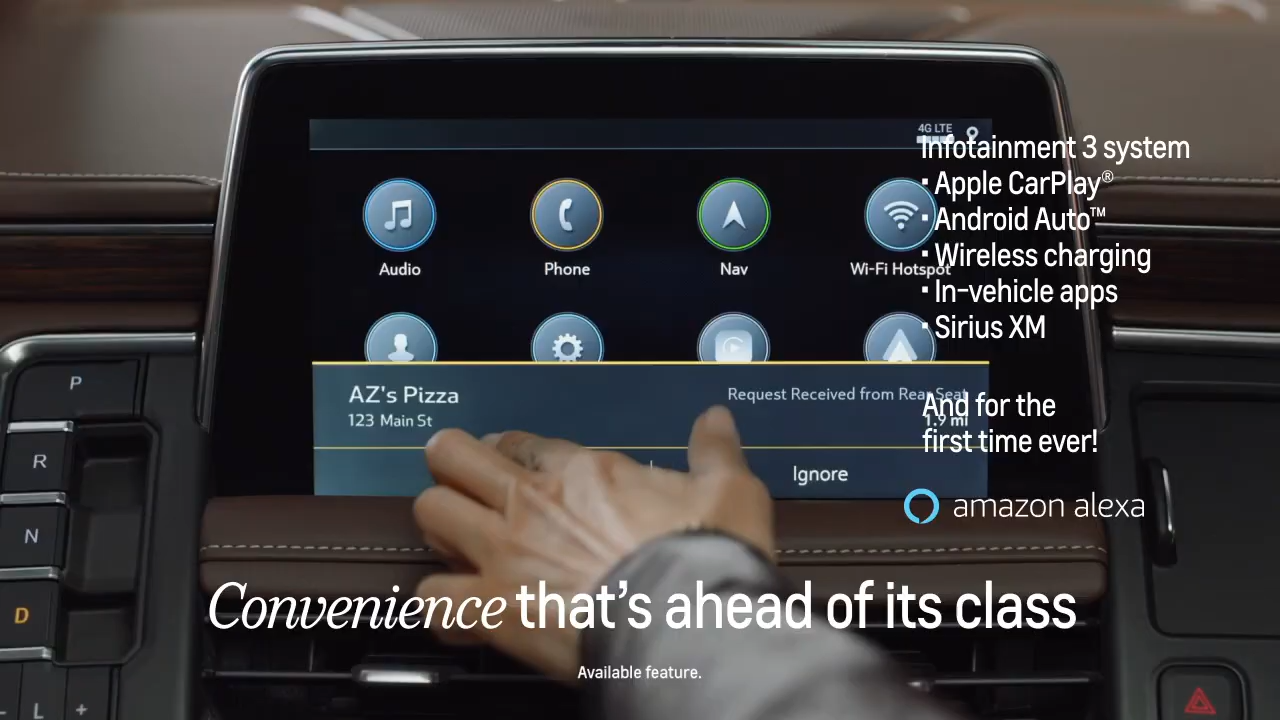 4G LTE
Infotainment 3 system
▪ Apple CarPlay®
▪ Android Auto™
▪ Wireless charging
▪ In-vehicle apps
▪ Sirius XM
Audio
Phone
Nav
Wi-Fi Hotspot
AZ's Pizza
Request Received from Rear Seat
123 Main St
1.9 mi
Ignore
And for the
first time ever!
amazon alexa
P
R
N
D
L +
Convenience that's ahead of its class
Available feature.